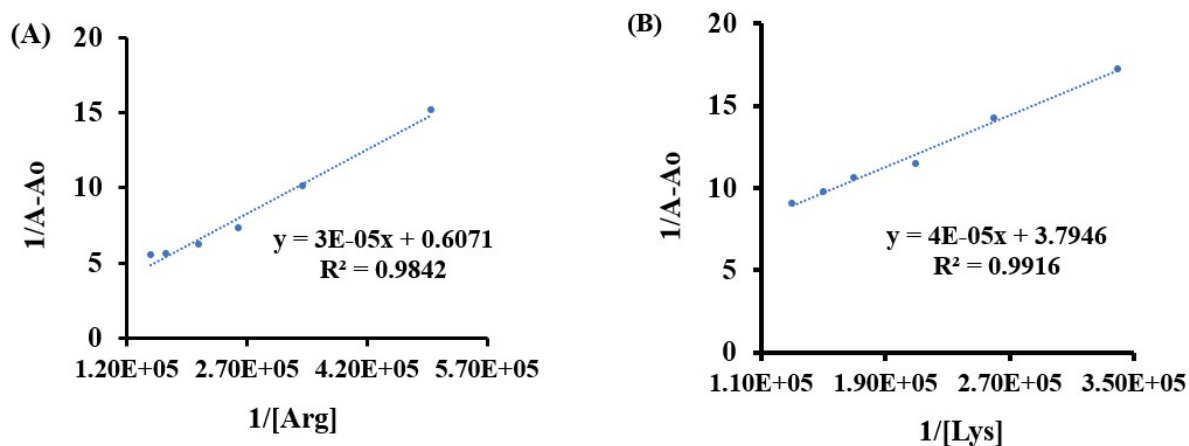 (A)
20
15
10
5
0
1/A-Ao
y = 3E-05x + 0.6071
R² = 0.9842
1.20E+05 2.70E+05 4.20E+05 5.70E+05
1/[Arg]
(B)
20
15
10
5
0
1/A-Ao
y = 4E-05x + 3.7946
R² = 0.9916
1.10E+05 1.90E+05 2.70E+05 3.50E+05
1/[Lys]